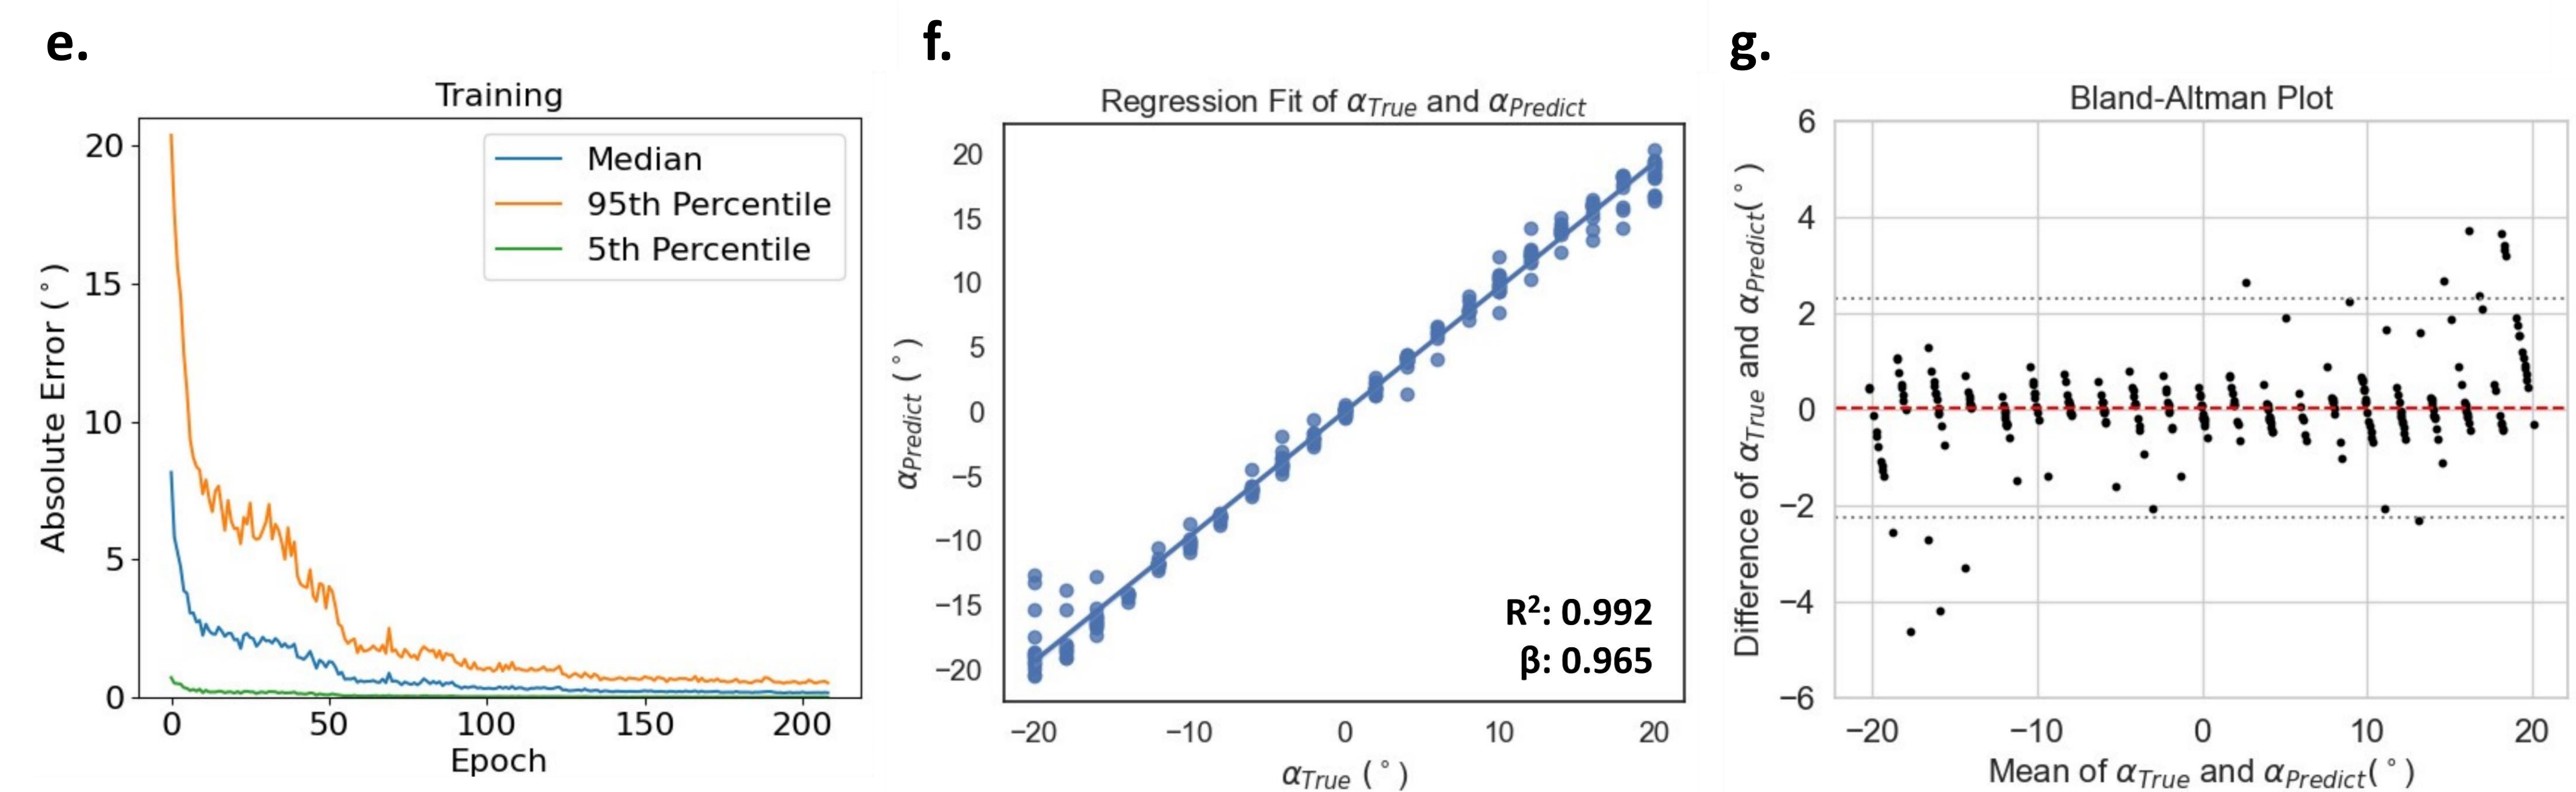 e.
Training
20
15
10
5
0
Absolute Error (°)
Median
95th Percentile
5th Percentile
0 50 100 150 200
Epoch
f.
Regression Fit of αTrue and αPredict
20
15
10
5
0
−5
−10
−15
−20
αPredict (°)
R²: 0.992
β: 0.965
−20 −10 0 10 20
αTrue (°)
g.
Bland-Altman Plot
6
4
2
0
−2
−4
−6
Difference of αTrue and αPredict(°)
−20 −10 0 10 20
Mean of αTrue and αPredict(°)